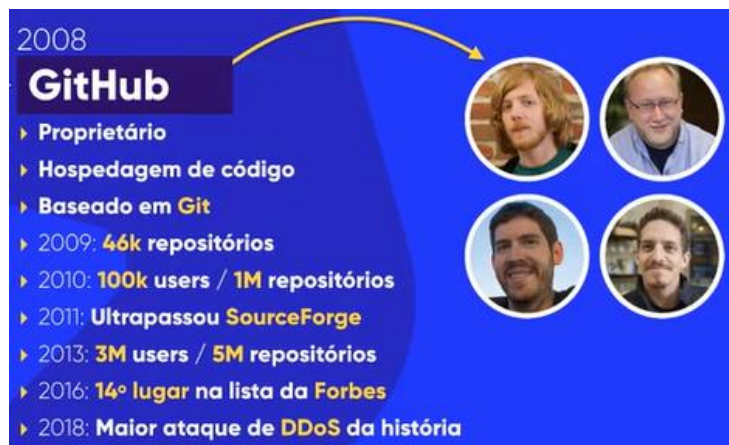 2008
GitHub
Proprietário
Hospedagem de código
Baseado em Git
2009: 46k repositórios
2010: 100k users / 1M repositórios
2011: Ultrapassou SourceForge
2013: 3M users / 5M repositórios
2016: 14º lugar na lista da Forbes
2018: Maior ataque de DDoS da história